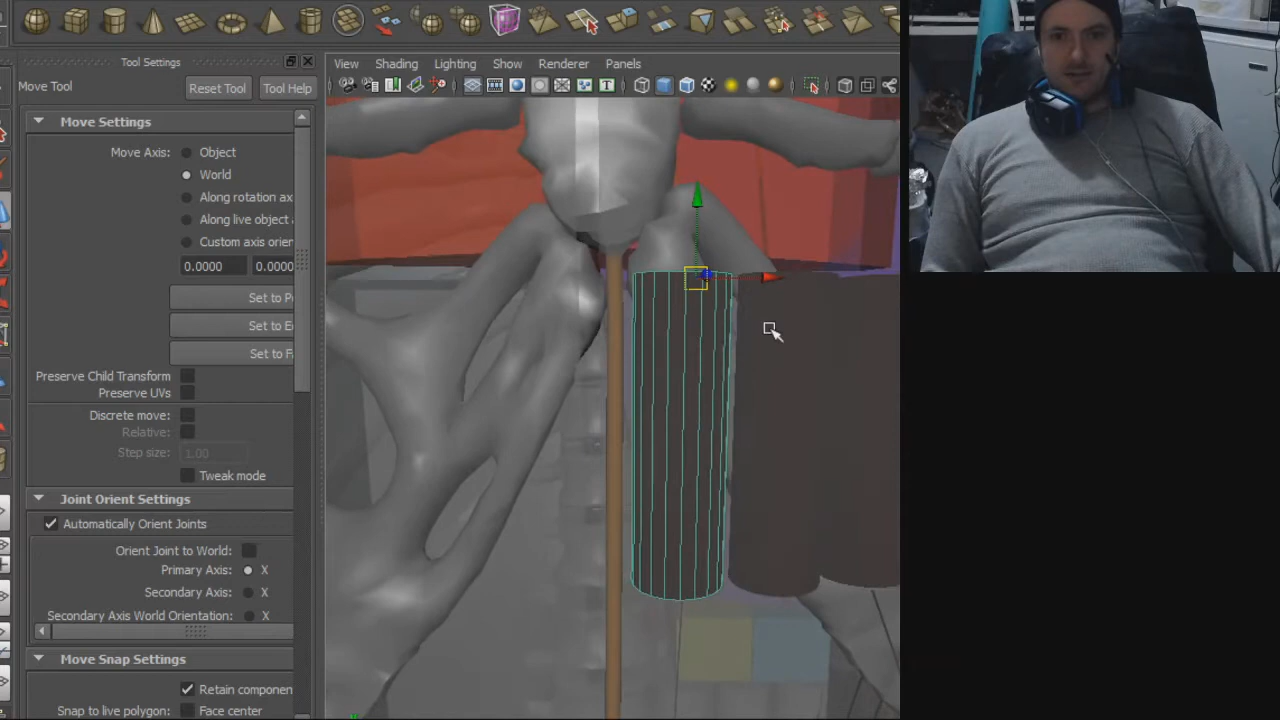 Tool Settings
Move Tool
Reset Tool
Tool Help
View Shading Lighting Show Renderer Panels
Move Settings
Move Axis: Object
World
Along rotation ax
Along live object
Custom axis orien
0.0000 0.0000
Set to P
Set to E
Set to F
Preserve Child Transform
Preserve UVs
Discrete move:
Relative:
Step size: 1.00
Tweak mode
Joint Orient Settings
Automatically Orient Joints
Orient Joint to World:
Primary Axis: X
Secondary Axis: X
Secondary Axis World Orientation: X
Move Snap Settings
Retain componen
Snap to live polygon: Face center